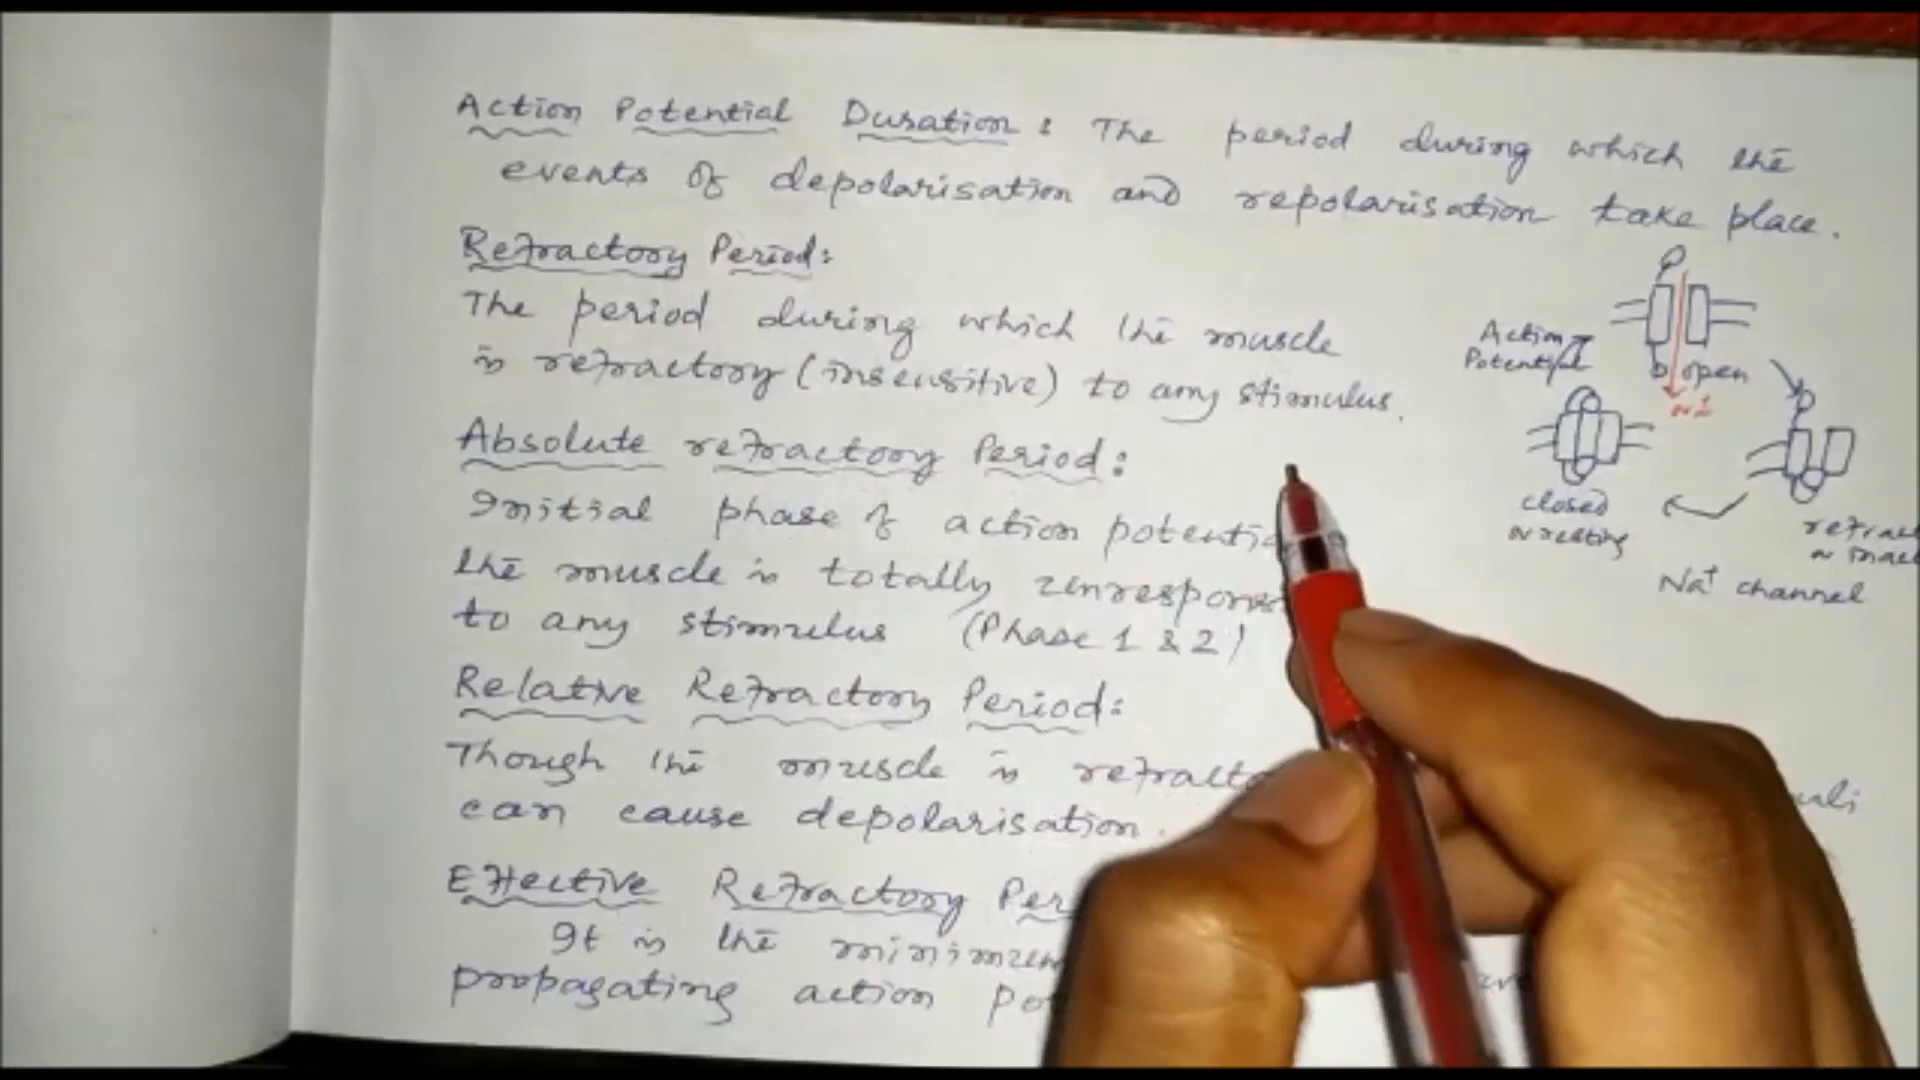 Action Potential Duration : The period during which the
events of depolarisation and repolarisation take place.
Refractory Period:
The period during which the muscle
is refractory (insensitive) to any stimulus.
Absolute refractory Period:
Initial phase of action
the muscle is totally
to any stimulus (Phase 1 & 2)
Relative Refractory Period:
Though the muscle is
can cause depolarisation.
Effective Refractory
It is the
propagating action
Action
Potential
open
Na+
closed
or resting
Na+ channel